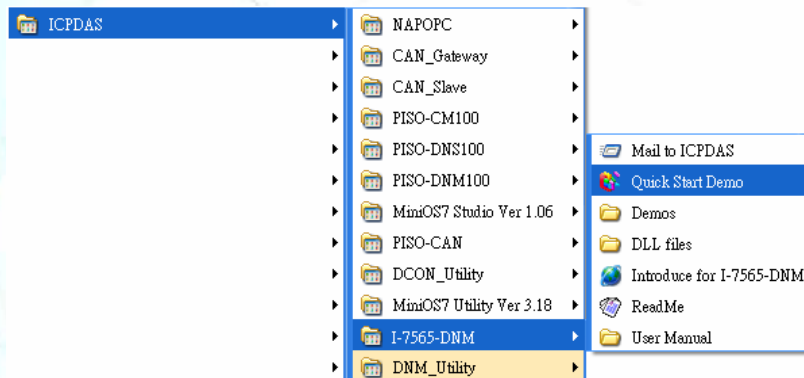 ICPDAS
NAPOPC
CAN_Gateway
CAN_Slave
PISO-CM100
PISO-DNS100
PISO-DNM100
MiniOS7 Studio Ver 1.06
PISO-CAN
DCON_Utility
MiniOS7 Utility Ver 3.18
I-7565-DNM
DNM_Utility
Mail to ICPDAS
Quick Start Demo
Demos
DLL files
Introduce for I-7565-DNM
ReadMe
User Manual